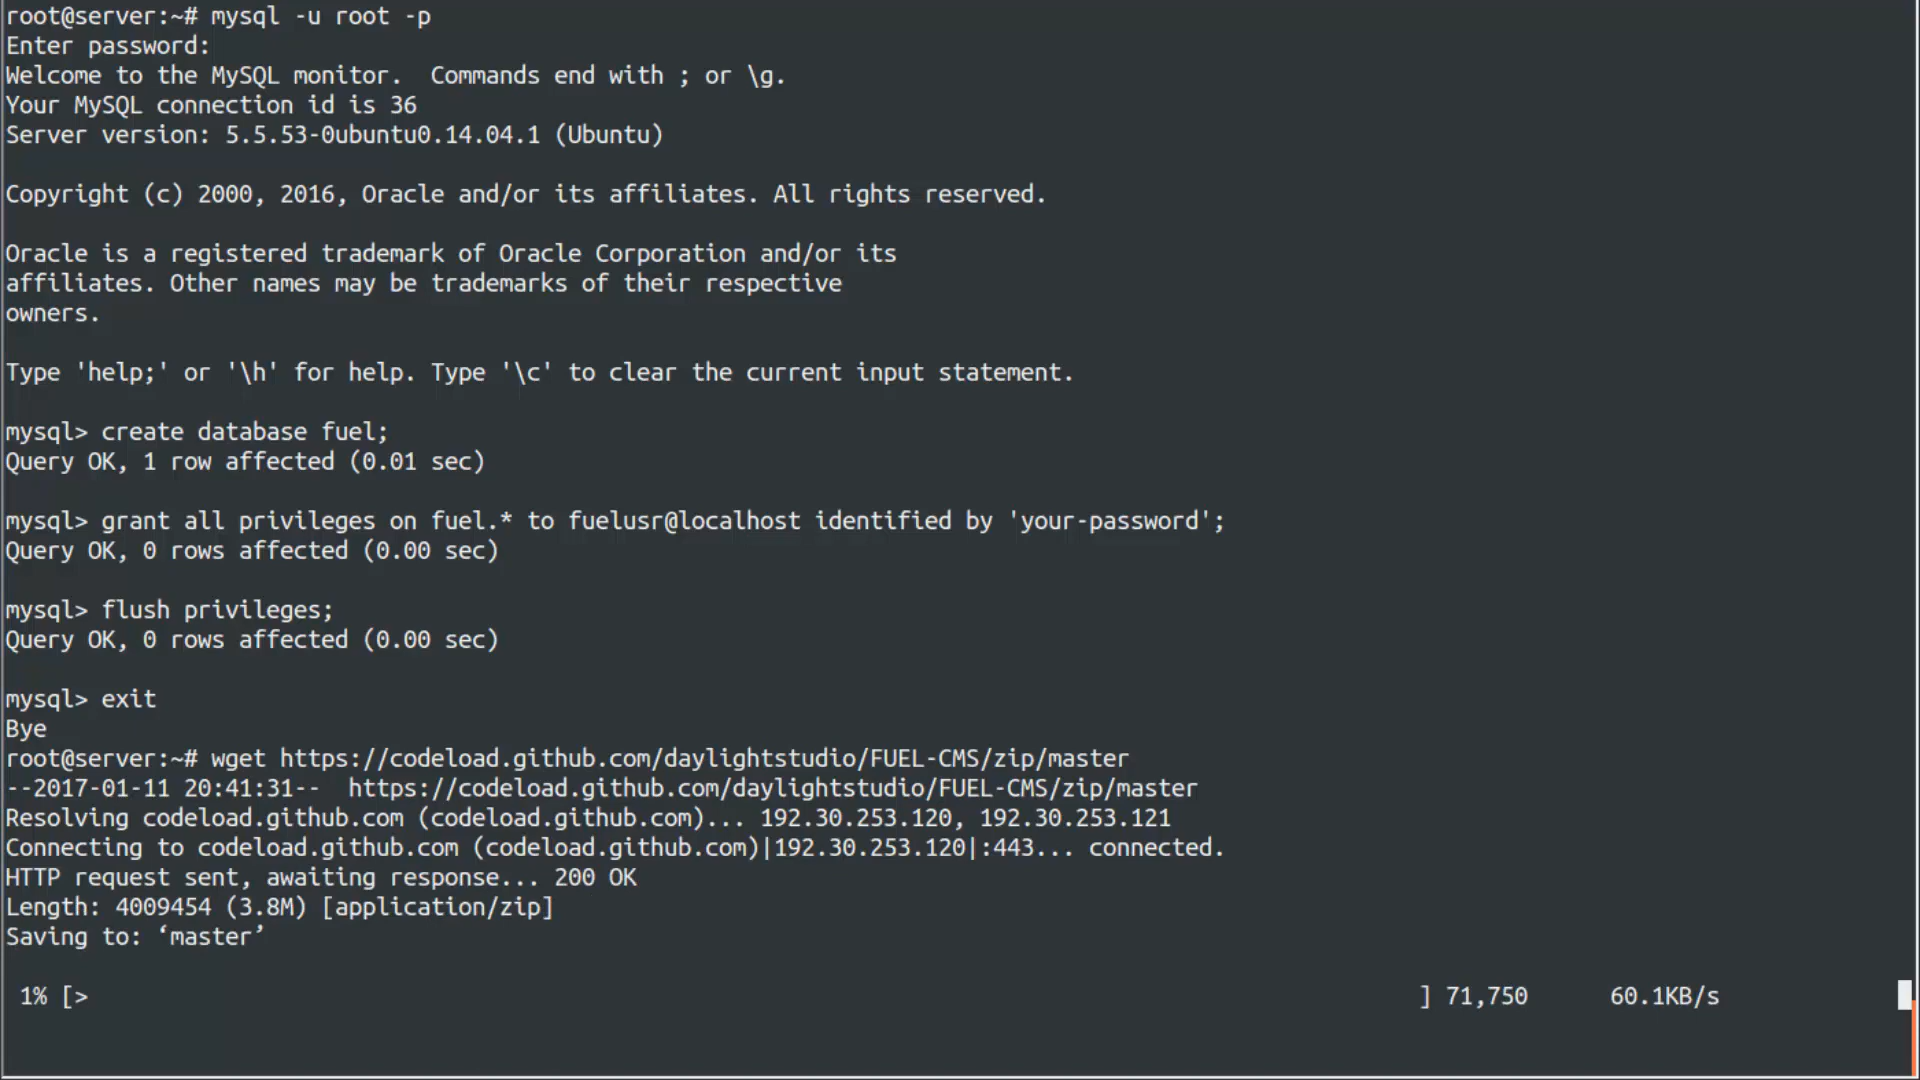 root@server:~# mysql -u root -p
Enter password:
Welcome to the MySQL monitor.  Commands end with ; or \g.
Your MySQL connection id is 36
Server version: 5.5.53-0ubuntu0.14.04.1 (Ubuntu)
Copyright (c) 2000, 2016, Oracle and/or its affiliates. All rights reserved.
Oracle is a registered trademark of Oracle Corporation and/or its
affiliates. Other names may be trademarks of their respective
owners.
Type 'help;' or '\h' for help. Type '\c' to clear the current input statement.
mysql> create database fuel;
Query OK, 1 row affected (0.01 sec)
mysql> grant all privileges on fuel.* to fuelusr@localhost identified by 'your-password';
Query OK, 0 rows affected (0.00 sec)
mysql> flush privileges;
Query OK, 0 rows affected (0.00 sec)
mysql> exit
Bye
root@server:~# wget https://codeload.github.com/daylightstudio/FUEL-CMS/zip/master
--2017-01-11 20:41:31--  https://codeload.github.com/daylightstudio/FUEL-CMS/zip/master
Resolving codeload.github.com (codeload.github.com)... 192.30.253.120, 192.30.253.121
Connecting to codeload.github.com (codeload.github.com)|192.30.253.120|:443... connected.
HTTP request sent, awaiting response... 200 OK
Length: 4009454 (3.8M) [application/zip]
Saving to: ‘master’
1% [> ] 71,750 60.1KB/s